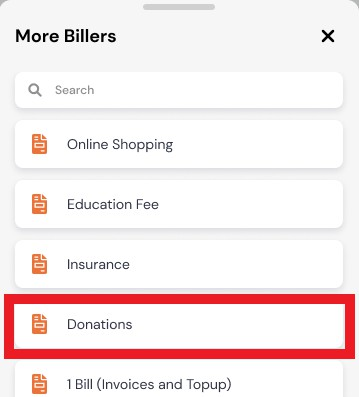 More Billers
Search
Online Shopping
Education Fee
Insurance
Donations
1 Bill (Invoices and Topup)